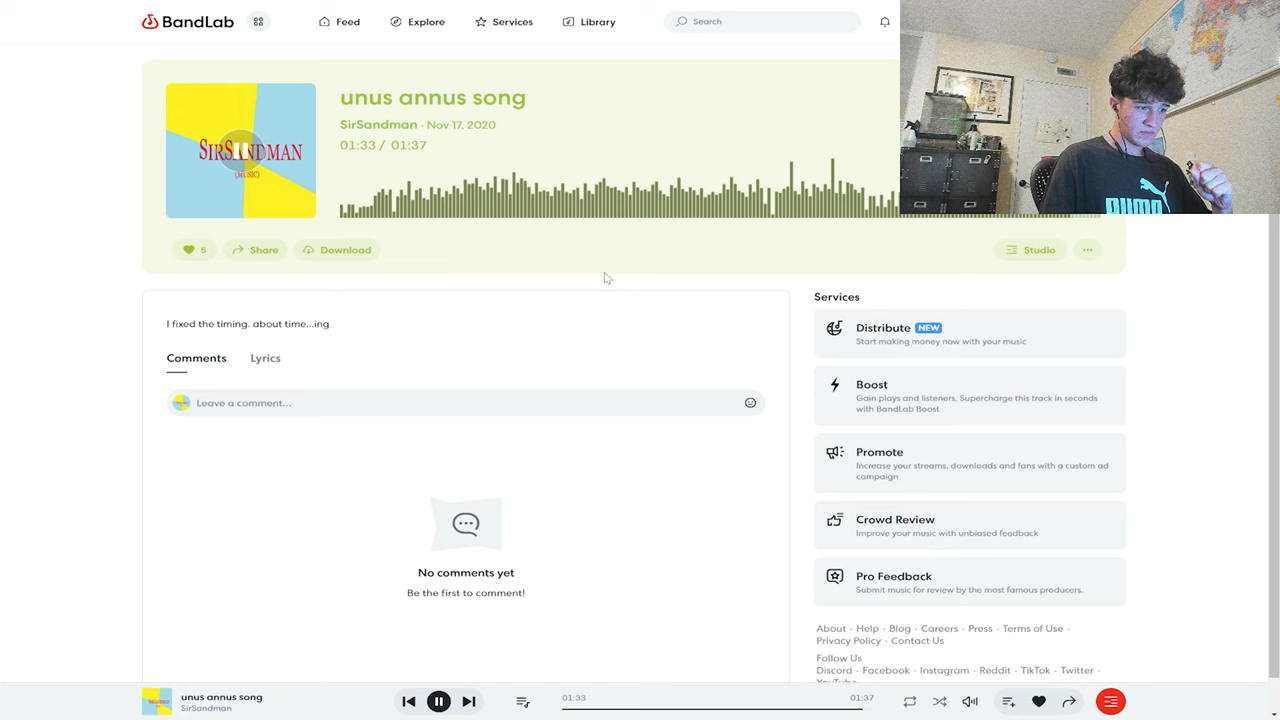 BandLab
Feed
Explore
Services
Library
Search
unus annus song
SirSandman · Nov 17, 2020
01:33 / 01:37
SIRSANDMAN
(MUSIC)
6
Share
Download
Studio
PUMA
I fixed the timing. about time...ing
Comments
Lyrics
Leave a comment...
No comments yet
Be the first to comment!
Services
Distribute NEW
Start making money now with your music
Boost
Gain plays and listeners. Supercharge this track in seconds
with BandLab Boost
Promote
Increase your streams, downloads and fans with a custom ad
campaign
Crowd Review
Improve your music with unbiased feedback
Pro Feedback
Submit music for review by the most famous producers.
About · Help · Blog · Careers · Press · Terms of Use ·
Privacy Policy · Contact Us
Follow Us
Discord · Facebook · Instagram · Reddit · TikTok · Twitter ·
YouTube
unus annus song
SirSandman
01:33
01:37